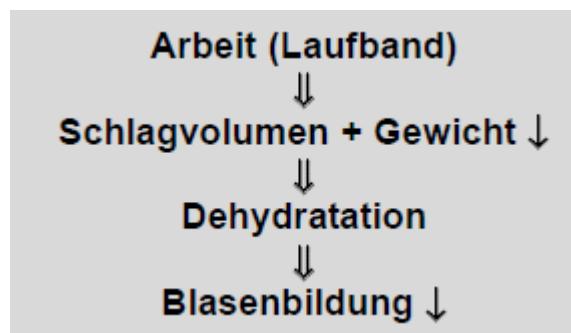 Arbeit (Laufband)
⇓
Schlagvolumen + Gewicht ↓
⇓
Dehydratation
⇓
Blasenbildung ↓